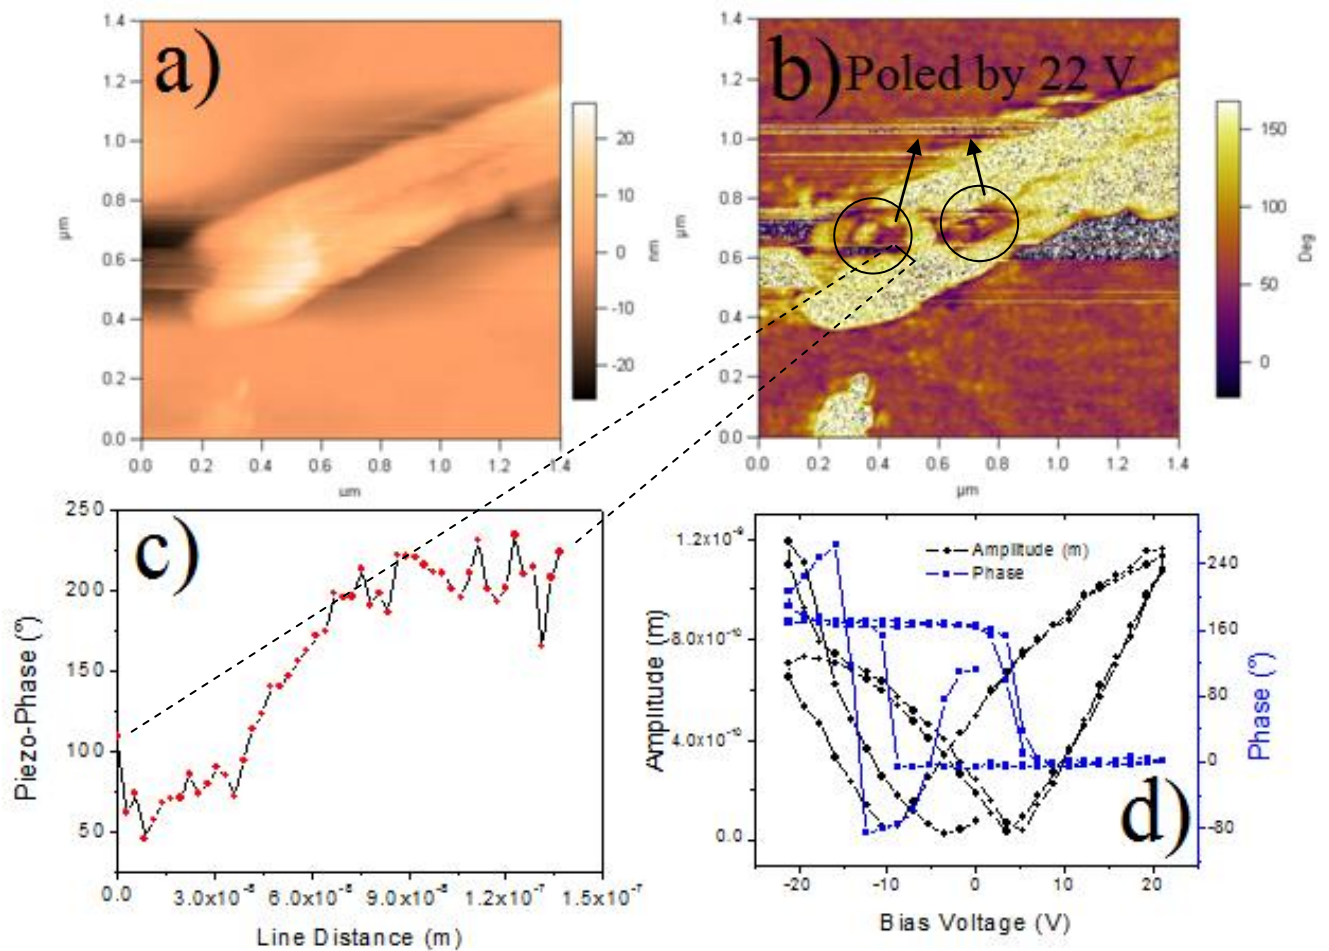 a)
1.4
1.2
1.0
0.8
0.6
0.4
0.2
0.0
µm
0.0 0.2 0.4 0.6 0.8 1.0 1.2 1.4
µm
20
10
0
-10
-20
nm
b) Poled by 22 V
1.4
1.2
1.0
0.8
0.6
0.4
0.2
0.0
µm
0.0 0.2 0.4 0.6 0.8 1.0 1.2 1.4
µm
150
100
50
0
Deg
c)
250
200
150
100
50
Piezo-Phase (º)
0.0 3.0x10⁻⁸ 6.0x10⁻⁸ 9.0x10⁻⁸ 1.2x10⁻⁷ 1.5x10⁻⁷
Line Distance (m)
d)
Amplitude (m)
Phase
1.2x10⁻⁹
8.0x10⁻¹⁰
4.0x10⁻¹⁰
0.0
Amplitude (m)
240
160
80
0
-80
Phase (º)
-20 -10 0 10 20
Bias Voltage (V)